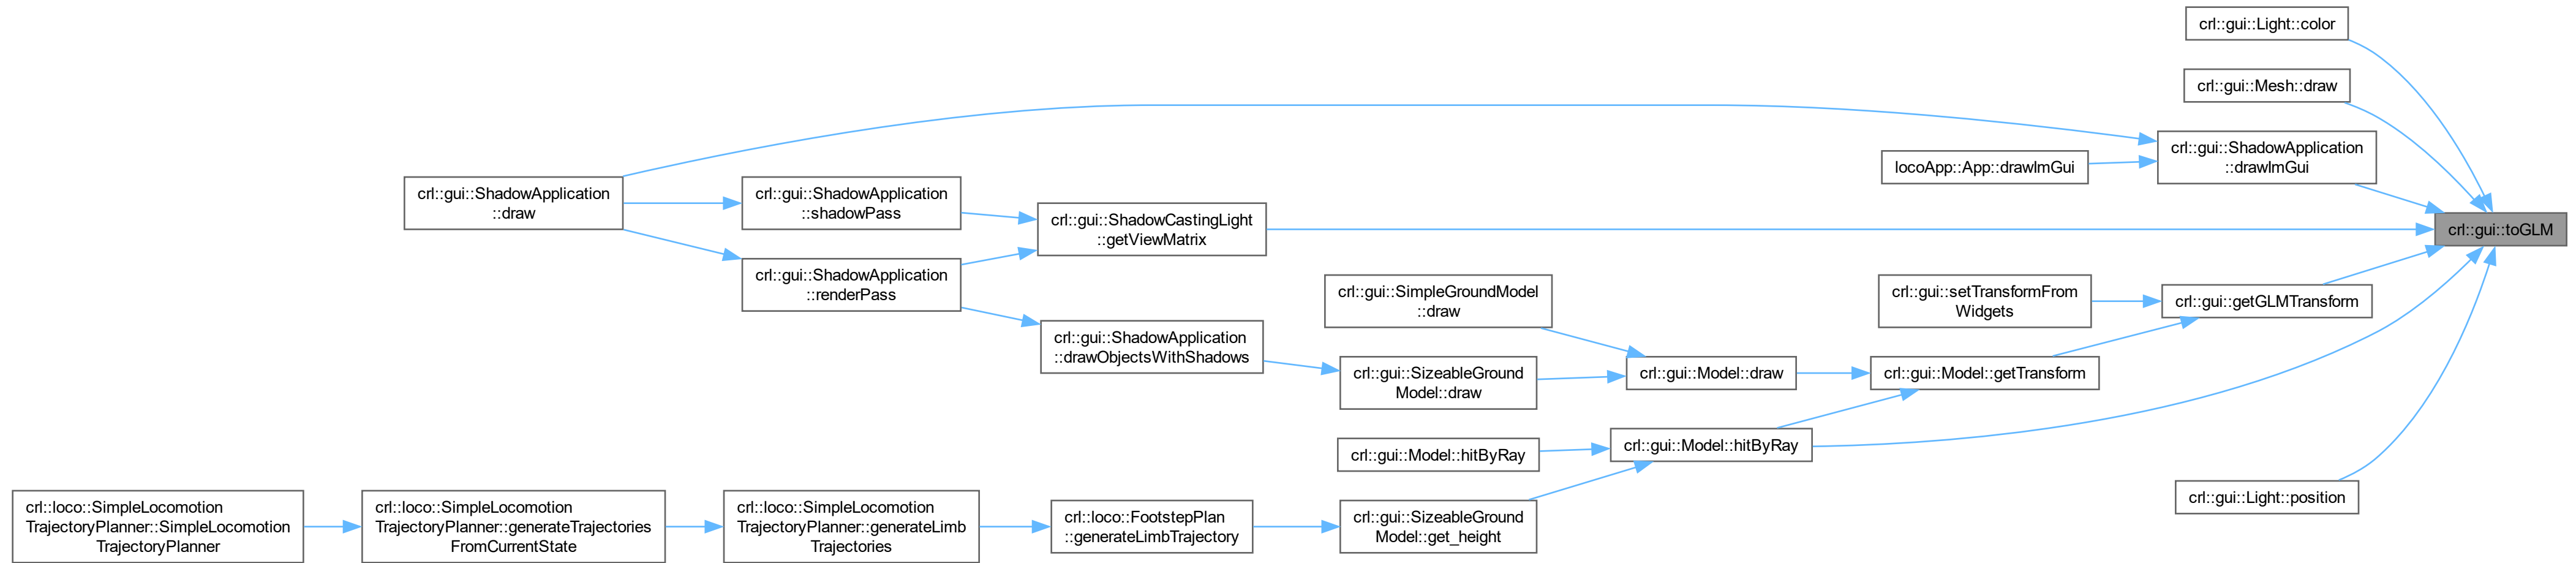 crl::gui::Light::color
crl::gui::Mesh::draw
crl::gui::ShadowApplication
::drawImGui
locoApp::App::drawImGui
crl::gui::ShadowApplication
::draw
crl::gui::ShadowApplication
::shadowPass
crl::gui::ShadowCastingLight
::getViewMatrix
crl::gui::toGLM
crl::gui::ShadowApplication
::renderPass
crl::gui::SimpleGroundModel
::draw
crl::gui::setTransformFrom
Widgets
crl::gui::getGLMTransform
crl::gui::ShadowApplication
::drawObjectsWithShadows
crl::gui::SizeableGround
Model::draw
crl::gui::Model::draw
crl::gui::Model::getTransform
crl::gui::Model::hitByRay
crl::gui::Model::hitByRay
crl::gui::Light::position
crl::loco::SimpleLocomotion
TrajectoryPlanner::SimpleLocomotion
TrajectoryPlanner
crl::loco::SimpleLocomotion
TrajectoryPlanner::generateTrajectories
FromCurrentState
crl::loco::SimpleLocomotion
TrajectoryPlanner::generateLimb
Trajectories
crl::loco::FootstepPlan
::generateLimbTrajectory
crl::gui::SizeableGround
Model::get_height